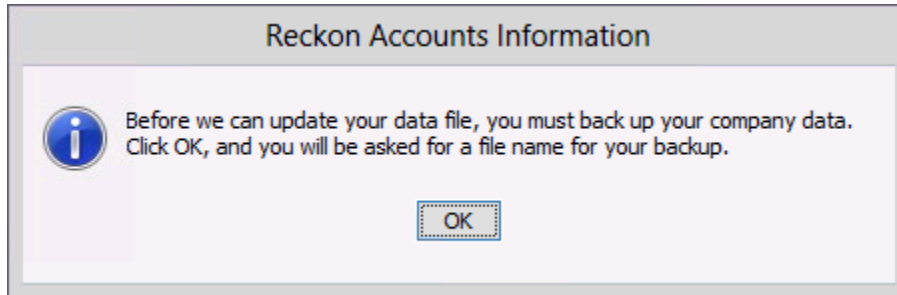 Reckon Accounts Information
Before we can update your data file, you must back up your company data.
Click OK, and you will be asked for a file name for your backup.
OK